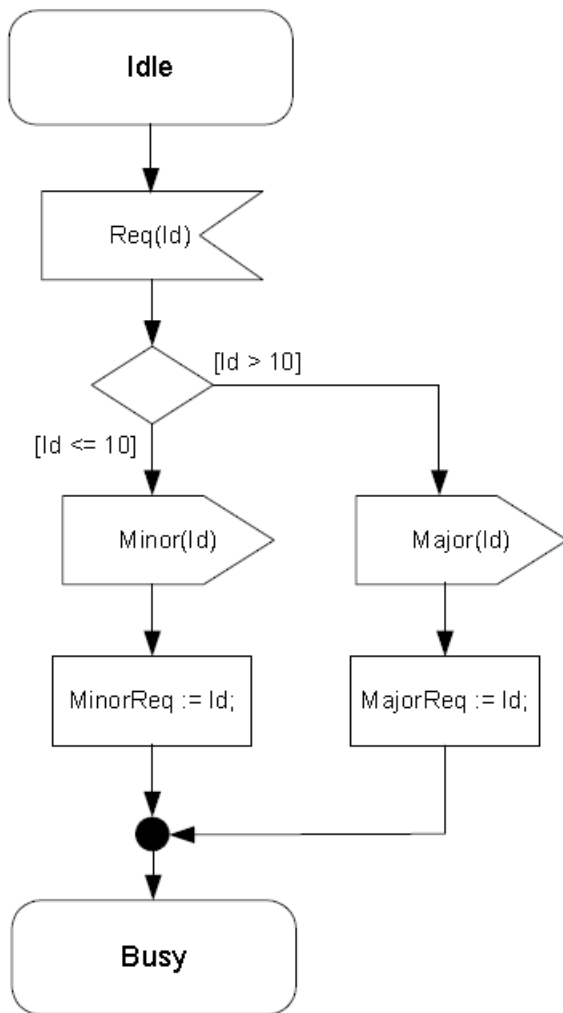 Idle
Req(Id)
[Id > 10]
[Id <= 10]
Minor(Id)
Major(Id)
MinorReq := Id;
MajorReq := Id;
Busy